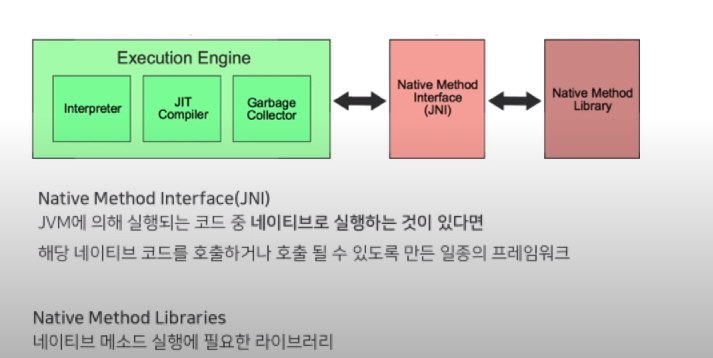 Execution Engine
Interpreter
JIT
Compiler
Garbage
Collector
Native Method
Interface
(JNI)
Native Method
Library
Native Method Interface(JNI)
JVM에 의해 실행되는 코드 중 네이티브로 실행하는 것이 있다면
해당 네이티브 코드를 호출하거나 호출 될 수 있도록 만든 일종의 프레임워크
Native Method Libraries
네이티브 메소드 실행에 필요한 라이브러리